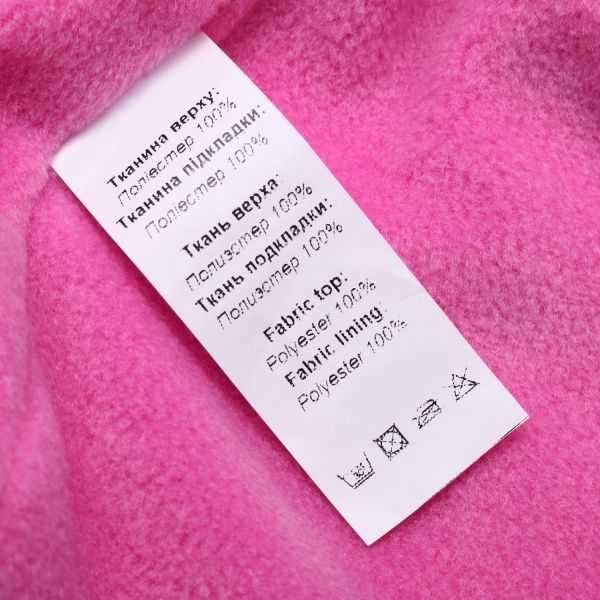 Тканина верху:
Поліестер 100%
Тканина підкладки:
Поліестер 100%
Ткань верха:
Полиэстер 100%
Ткань подкладки:
Полиэстер 100%
Fabric top:
Polyester 100%
Fabric lining:
Polyester 100%